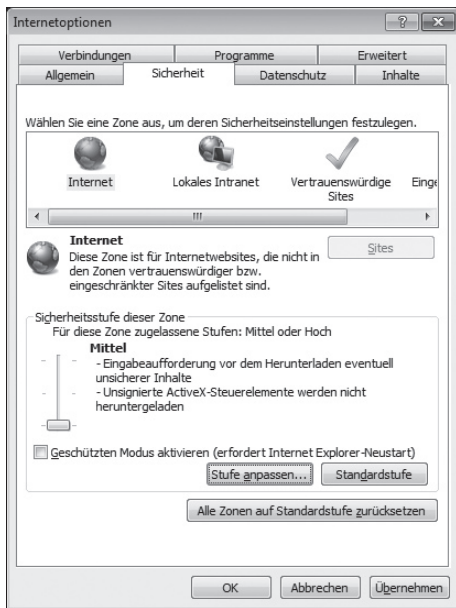 Internetoptionen
Verbindungen Programme Erweitert
Allgemein Sicherheit Datenschutz Inhalte
Wählen Sie eine Zone aus, um deren Sicherheitseinstellungen festzulegen.
Internet Lokales Intranet Vertrauenswürdige Sites Einge
Internet
Diese Zone ist für Internetwebsites, die nicht in
den Zonen vertrauenswürdiger bzw.
eingeschränkter Sites aufgelistet sind.
Sites
Sicherheitsstufe dieser Zone
Für diese Zone zugelassene Stufen: Mittel oder Hoch
Mittel
- Eingabeaufforderung vor dem Herunterladen eventuell
unsicherer Inhalte
- Unsignierte ActiveX-Steuerelemente werden nicht
heruntergeladen
Geschützten Modus aktivieren (erfordert Internet Explorer-Neustart)
Stufe anpassen... Standardstufe
Alle Zonen auf Standardstufe zurücksetzen
OK Abbrechen Übernehmen